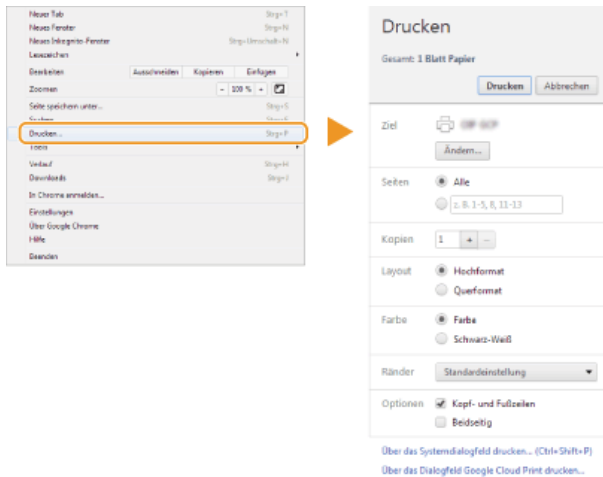 Neuer Tab Strg+T
Neues Fenster Strg+N
Neues Inkognito-Fenster Strg+Umschalt+N
Lesezeichen
Bearbeiten Ausschneiden Kopieren Einfügen
Zoomen - 100 % +
Seite speichern unter... Strg+S
Suchen... Strg+F
Drucken... Strg+P
Tools
Verlauf Strg+H
Downloads Strg+J
In Chrome anmelden...
Einstellungen
Über Google Chrome
Hilfe
Beenden
Drucken
Gesamt: 1 Blatt Papier
Drucken Abbrechen
Ziel
Ändern...
Seiten Alle
z. B. 1-5, 8, 11-13
Kopien 1 + -
Layout Hochformat
Querformat
Farbe Farbe
Schwarz-Weiß
Ränder Standardeinstellung
Optionen Kopf- und Fußzeilen
Beidseitig
Über das Systemdialogfeld drucken... (Ctrl+Shift+P)
Über das Dialogfeld Google Cloud Print drucken...